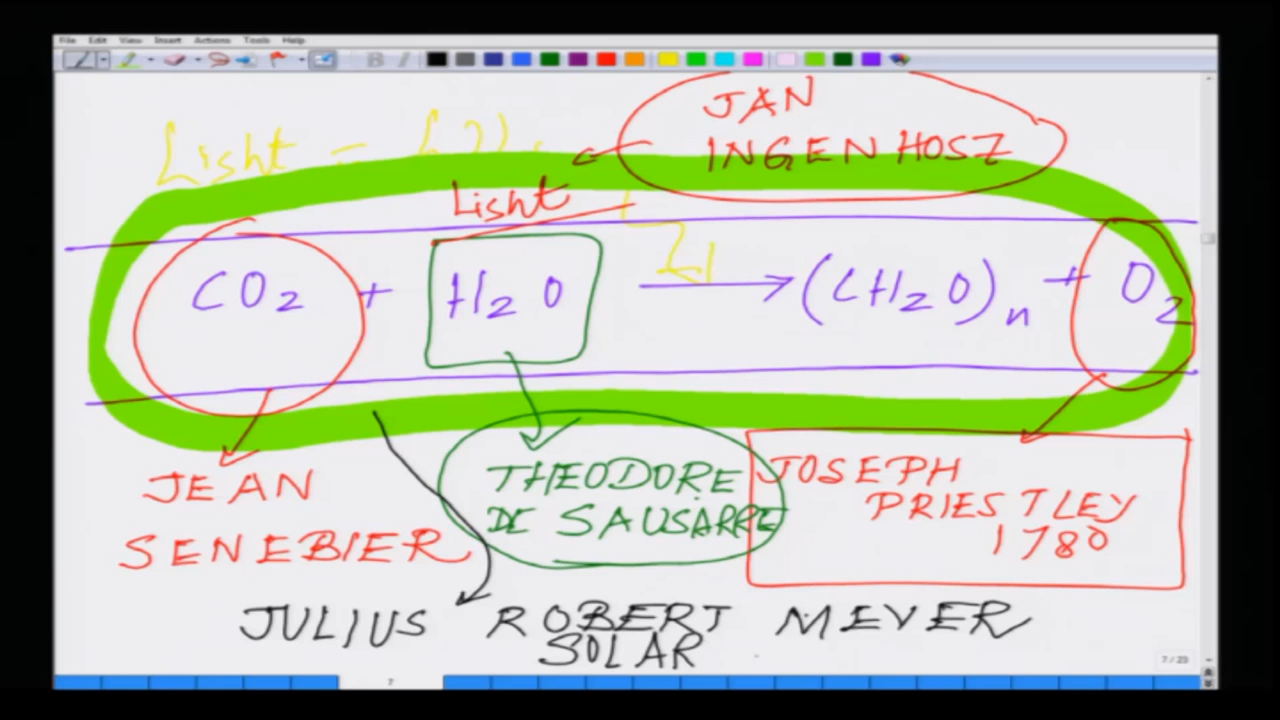 File Edit View Insert Actions Tools Help
JAN
INGENHOSZ
Light
CO2 + H2O → (CH2O)n + O2
JEAN
SENEBIER
THEODORE
DE SAUSARRE
JOSEPH
PRIESTLEY
1780
JULIUS ROBERT MEYER
SOLAR
7 / 23
7